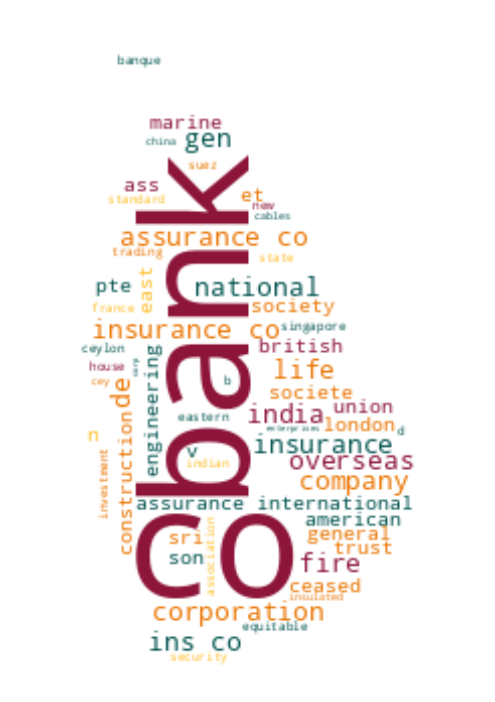 banque
marine
china
gen
suez
ass
standard
et
new
cables
bank
assurance co
trading
state
pte
east
national
france
society
insurance co
singapore
ceylon
british
house
corp
life
cey
b
societe
de
engineering
india
union
eastern
london
enterprises
d
n
construction
insurance
v
indian
overseas
investment
company
assurance
international
american
co
sri
association
general
trust
son
fire
ceased
insulated
corporation
equitable
ins co
security